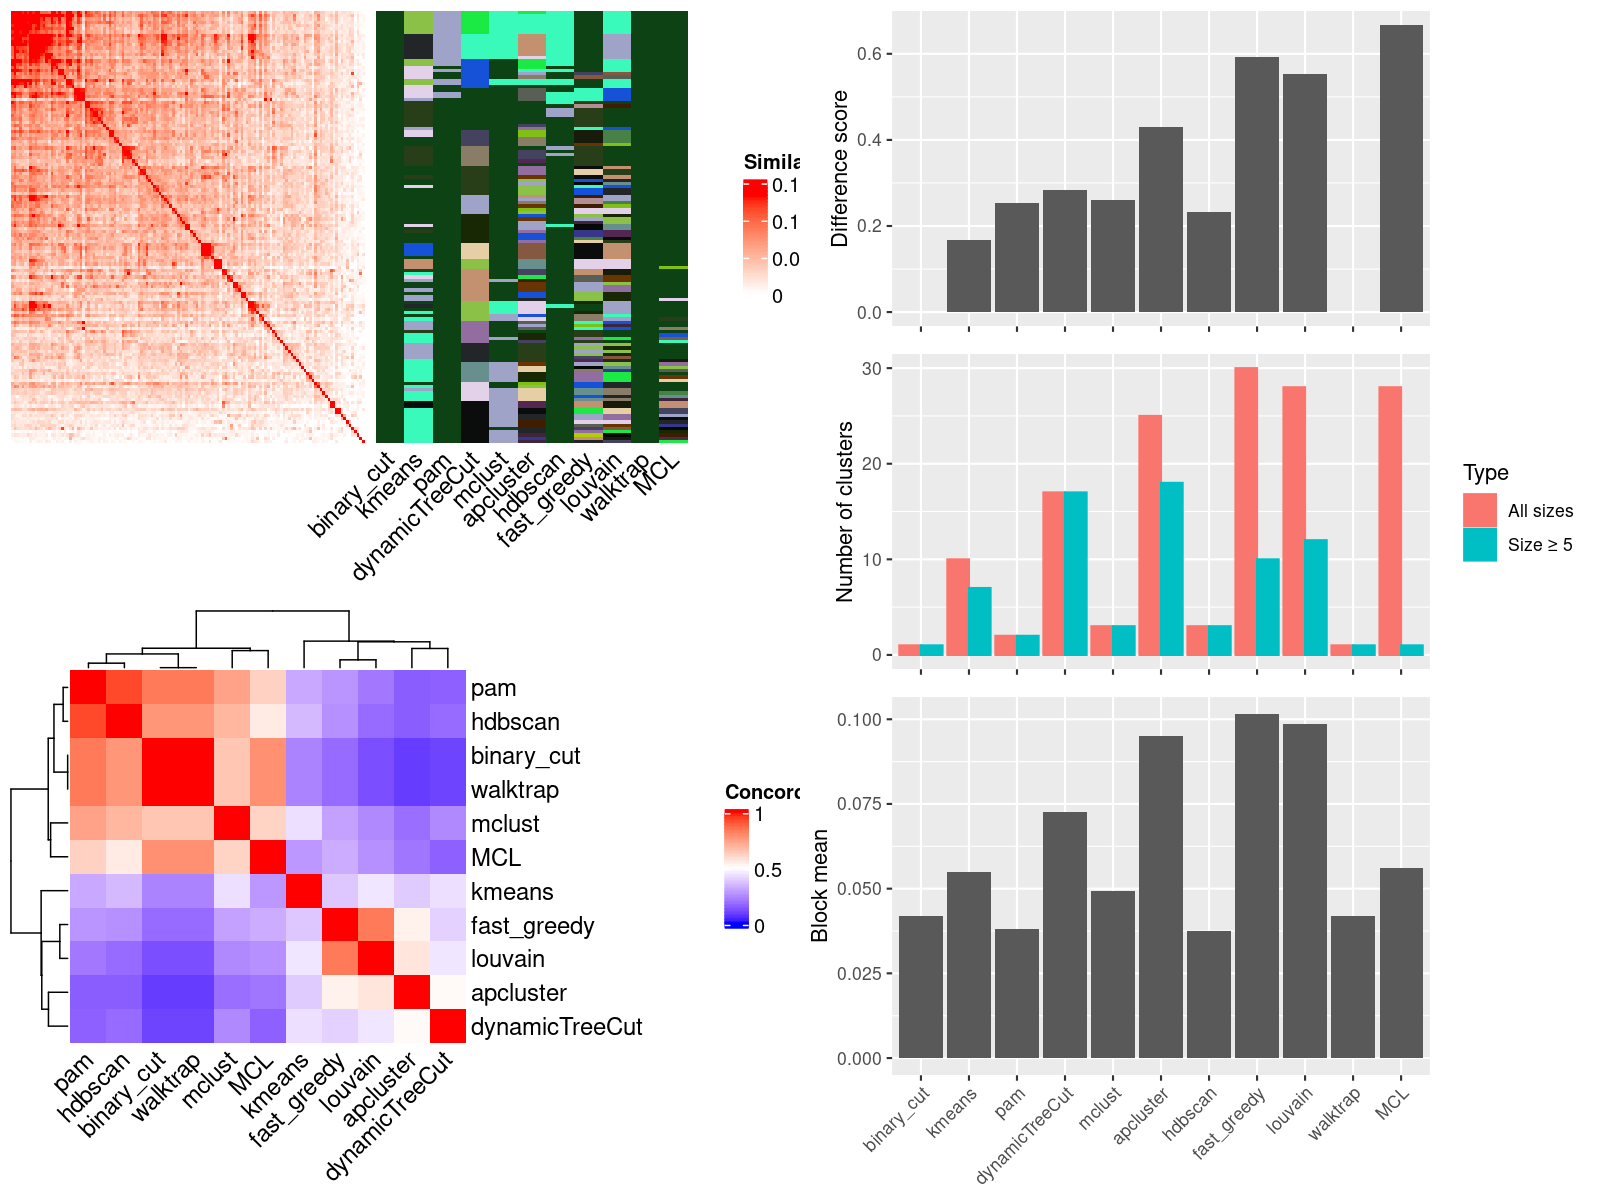 Simila
0.1
0.1
0.0
0
binary_cut
kmeans
pam
dynamicTreeCut
mclust
apcluster
hdbscan
fast_greedy
louvain
walktrap
MCL
pam
hdbscan
binary_cut
walktrap
mclust
MCL
kmeans
fast_greedy
louvain
apcluster
dynamicTreeCut
pam
hdbscan
binary_cut
walktrap
mclust
MCL
kmeans
fast_greedy
louvain
apcluster
dynamicTreeCut
Concord
1
0.5
0
Difference score
0.6
0.4
0.2
0.0
Number of clusters
30
20
10
0
Type
All sizes
Size ≥ 5
Block mean
0.100
0.075
0.050
0.025
0.000
binary_cut
kmeans
pam
dynamicTreeCut
mclust
apcluster
hdbscan
fast_greedy
louvain
walktrap
MCL